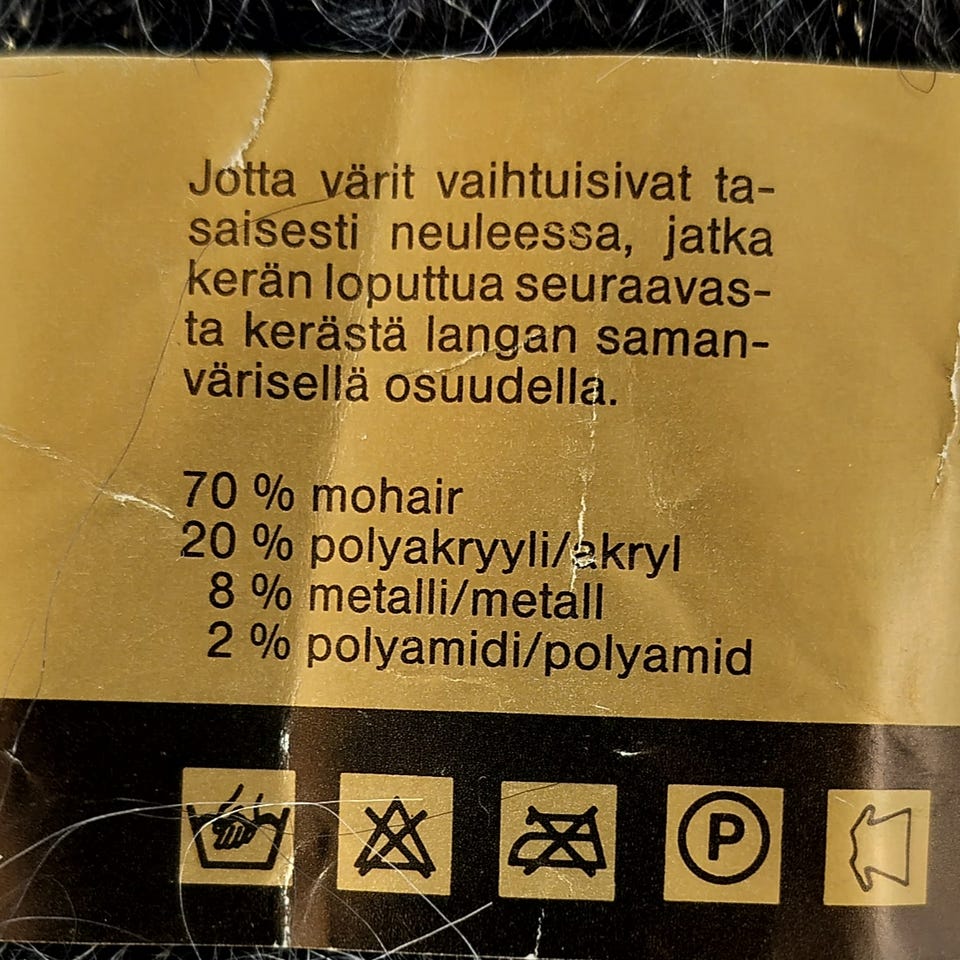 Jotta värit vaihtuisivat ta-
saisesti neuleessa, jatka
kerän loputtua seuraavas-
ta kerästä langan saman-
värisellä osuudella.
70 % mohair
20 % polyakryyli/akryl
8 % metalli/metall
2 % polyamidi/polyamid
P